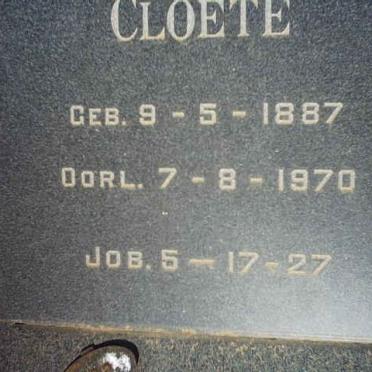 CLOETE
GEB. 9 - 5 - 1887
OORL. 7 - 8 - 1970
JOB. 5 - 17 - 27